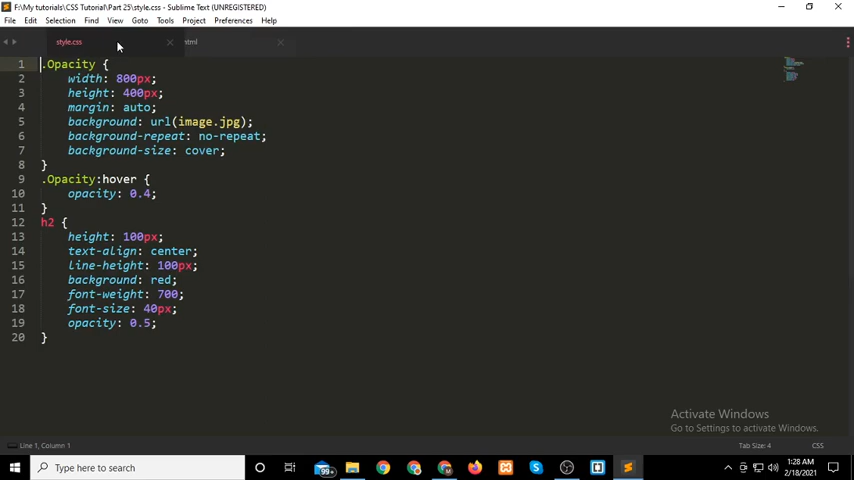 F:\My tutorials\CSS Tutorial\Part 25\style.css - Sublime Text (UNREGISTERED)
File Edit Selection Find View Goto Tools Project Preferences Help
style.css html
1 .Opacity {
2 width: 800px;
3 height: 400px;
4 margin: auto;
5 background: url(image.jpg);
6 background-repeat: no-repeat;
7 background-size: cover;
8 }
9 .Opacity:hover {
10 opacity: 0.4;
11 }
12 h2 {
13 height: 100px;
14 text-align: center;
15 line-height: 100px;
16 background: red;
17 font-weight: 700;
18 font-size: 40px;
19 opacity: 0.5;
20 }
Activate Windows
Go to Settings to activate Windows.
Line 1, Column 1 Tab Size: 4 CSS
Type here to search 99+ 1:28 AM
2/18/2021